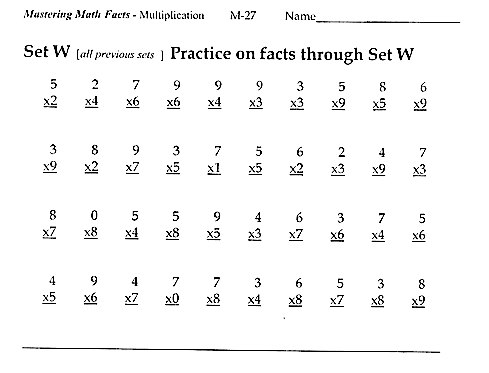 Mastering Math Facts - Multiplication M-27 Name
Set W [all previous sets ] Practice on facts through Set W
5 2 7 9 9 9 3 5 8 6
x2 x4 x6 x6 x4 x3 x3 x9 x5 x9
3 8 9 3 7 5 6 2 4 7
x9 x2 x7 x5 x1 x5 x2 x3 x9 x3
8 0 5 5 9 4 6 3 7 5
x7 x8 x4 x8 x5 x3 x7 x6 x4 x6
4 9 4 7 7 3 6 5 3 8
x5 x6 x7 x0 x8 x4 x8 x7 x8 x9